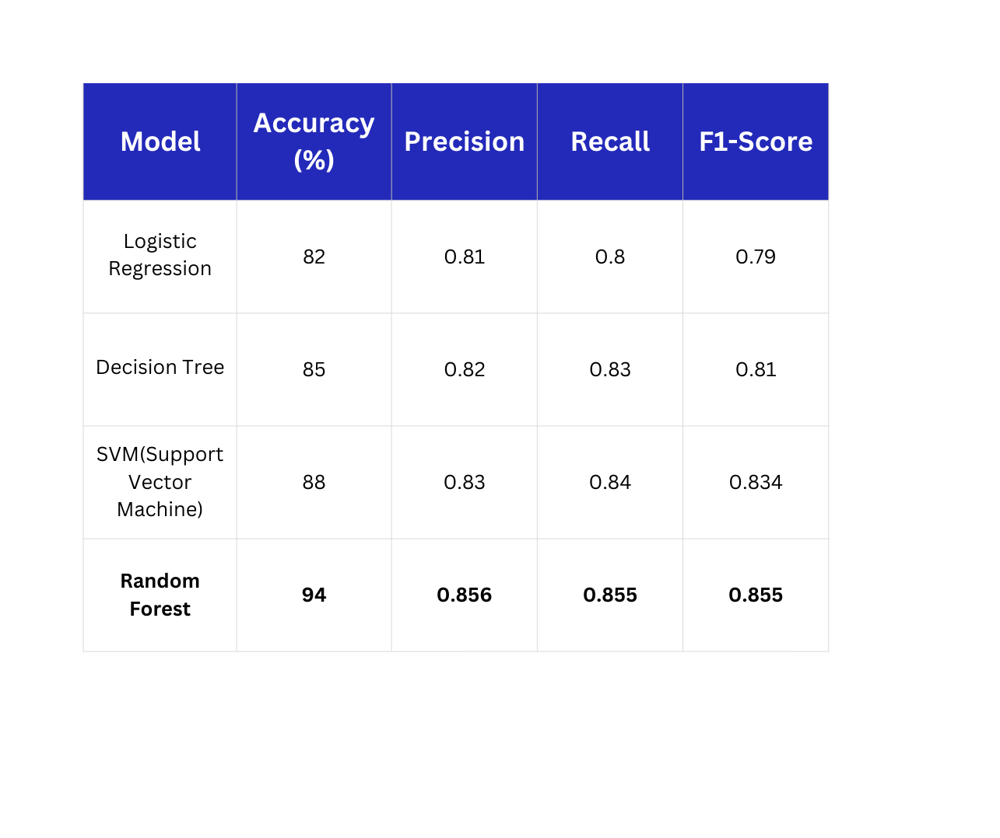 Model Accuracy (%) Precision Recall F1-Score
Logistic Regression 82 0.81 0.8 0.79
Decision Tree 85 0.82 0.83 0.81
SVM(Support Vector Machine) 88 0.83 0.84 0.834
Random Forest 94 0.856 0.855 0.855